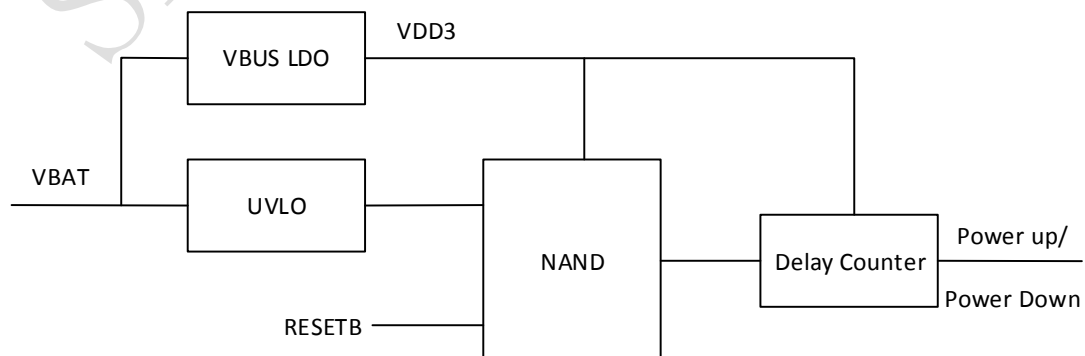 VBUS LDO
VDD3
VBAT
UVLO
NAND
Delay Counter
Power up/
Power Down
RESETB